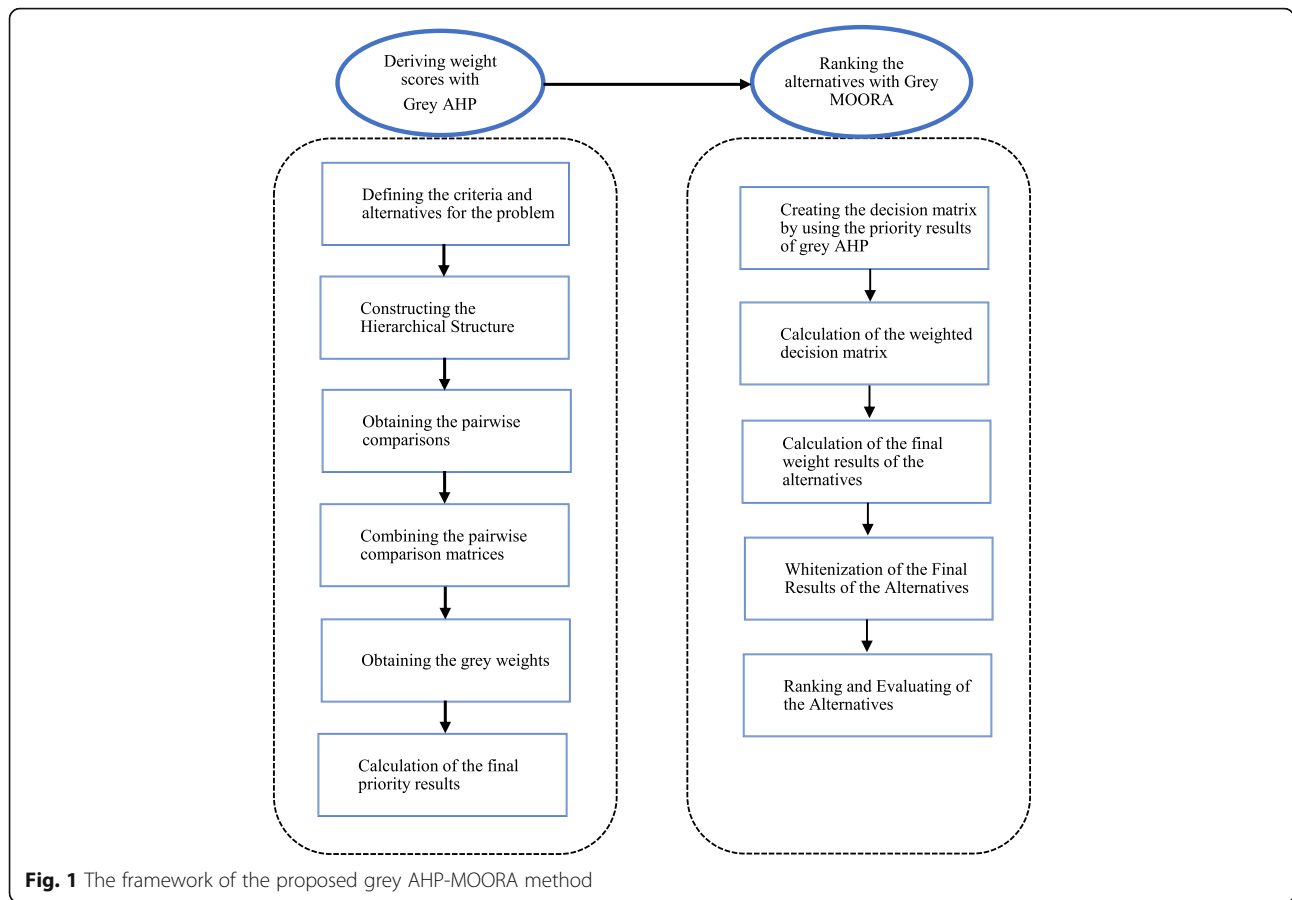 Deriving weight
scores with
Grey AHP
Ranking the
alternatives with Grey
MOORA
Defining the criteria and
alternatives for the problem
Constructing the
Hierarchical Structure
Obtaining the pairwise
comparisons
Combining the pairwise
comparison matrices
Obtaining the grey weights
Calculation of the final
priority results
Creating the decision matrix
by using the priority results
of grey AHP
Calculation of the weighted
decision matrix
Calculation of the final
weight results of the
alternatives
Whitenization of the Final
Results of the Alternatives
Ranking and Evaluating of
the Alternatives
Fig. 1 The framework of the proposed grey AHP-MOORA method